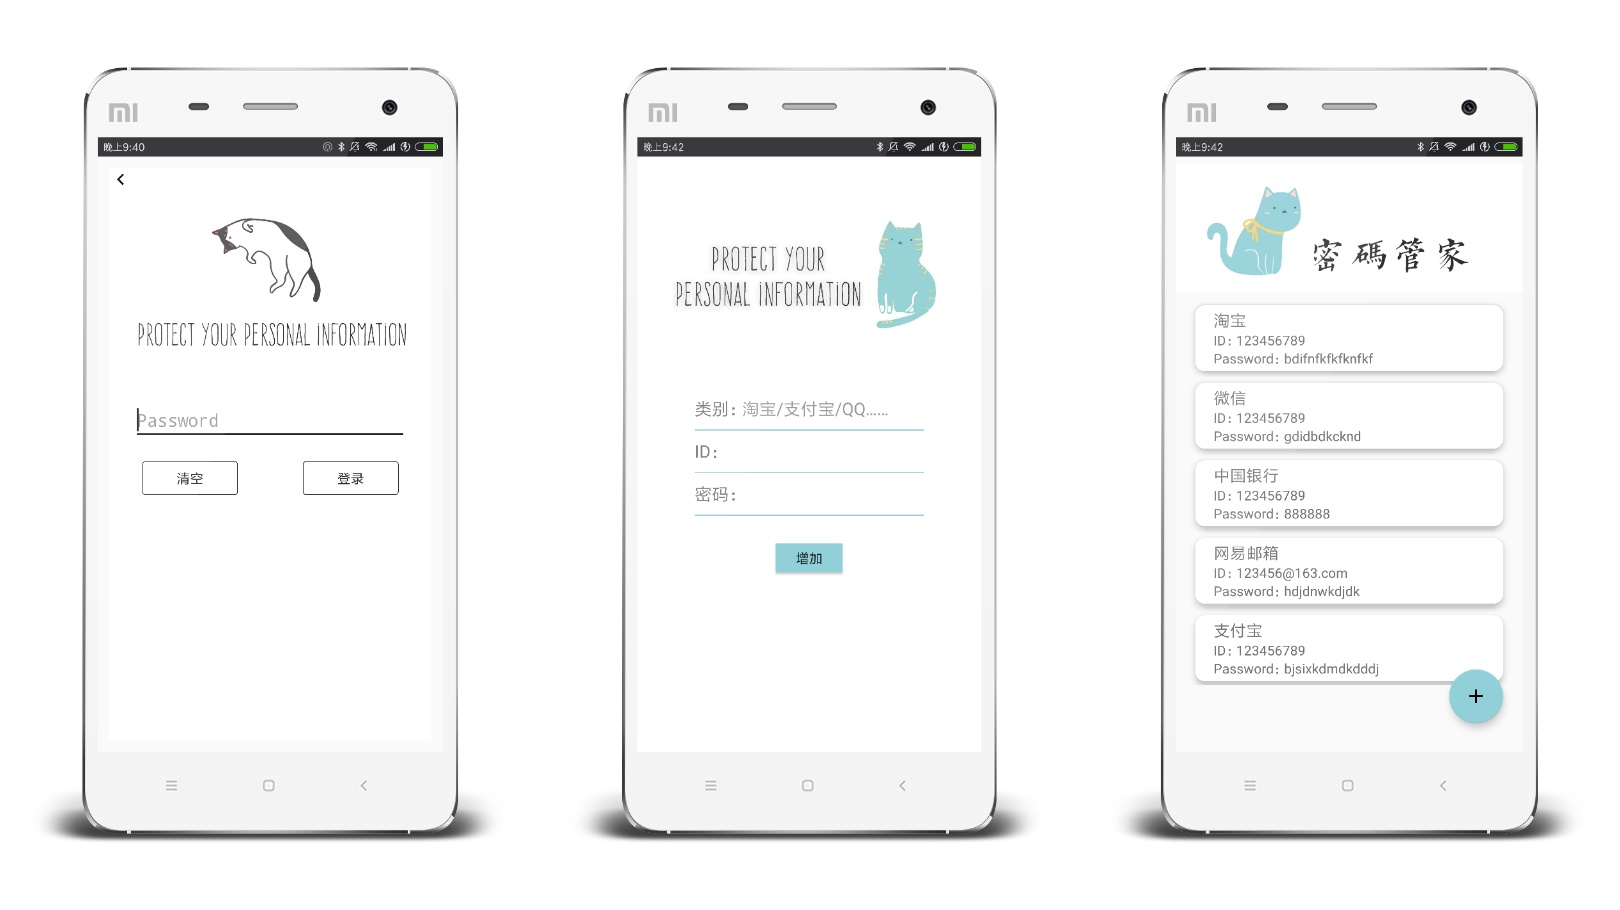 MI
晚上9:40
PROTECT YOUR PERSONAL INFORMATION
Password
清空
登录
MI
晚上9:42
PROTECT YOUR
PERSONAL INFORMATION
类别：淘宝/支付宝/QQ......
ID：
密码：
增加
MI
晚上9:42
密碼管家
淘宝
ID：123456789
Password：bdifnfkfkfknfkf
微信
ID：123456789
Password：gdidbdkcknd
中国银行
ID：123456789
Password：888888
网易邮箱
ID：123456@163.com
Password：hdjdnwkdjdk
支付宝
ID：123456789
Password：bjsixkdmdkdddj
+